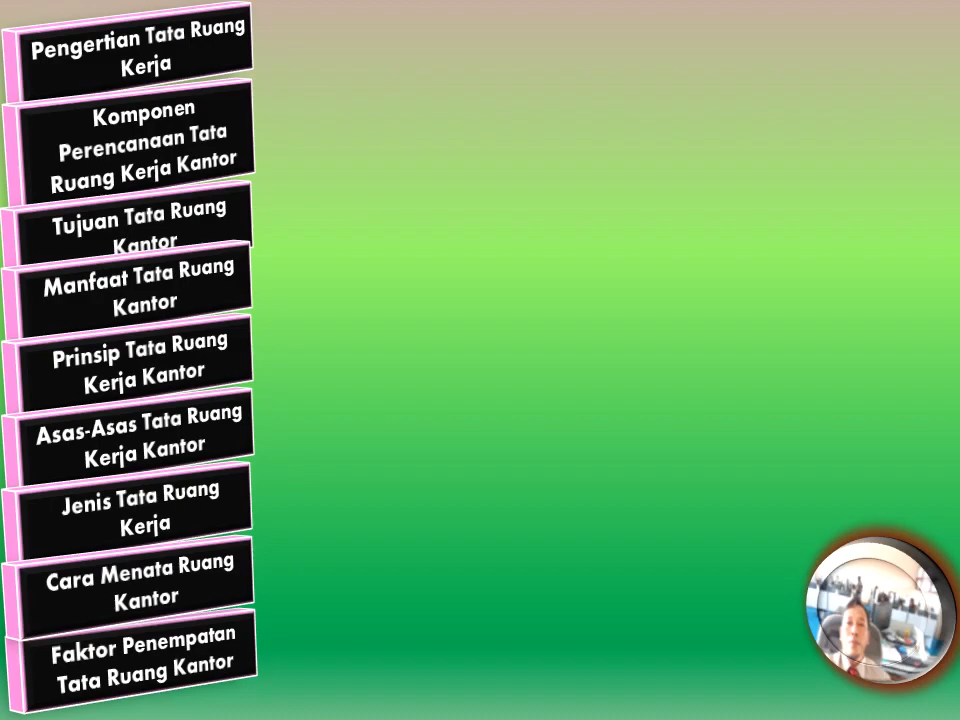 Pengertian Tata Ruang
Kerja
Komponen
Perencanaan Tata
Ruang Kerja Kantor
Tujuan Tata Ruang
Kantor
Manfaat Tata Ruang
Kantor
Prinsip Tata Ruang
Kerja Kantor
Asas-Asas Tata Ruang
Kerja Kantor
Jenis Tata Ruang
Kerja
Cara Menata Ruang
Kantor
Faktor Penempatan
Tata Ruang Kantor